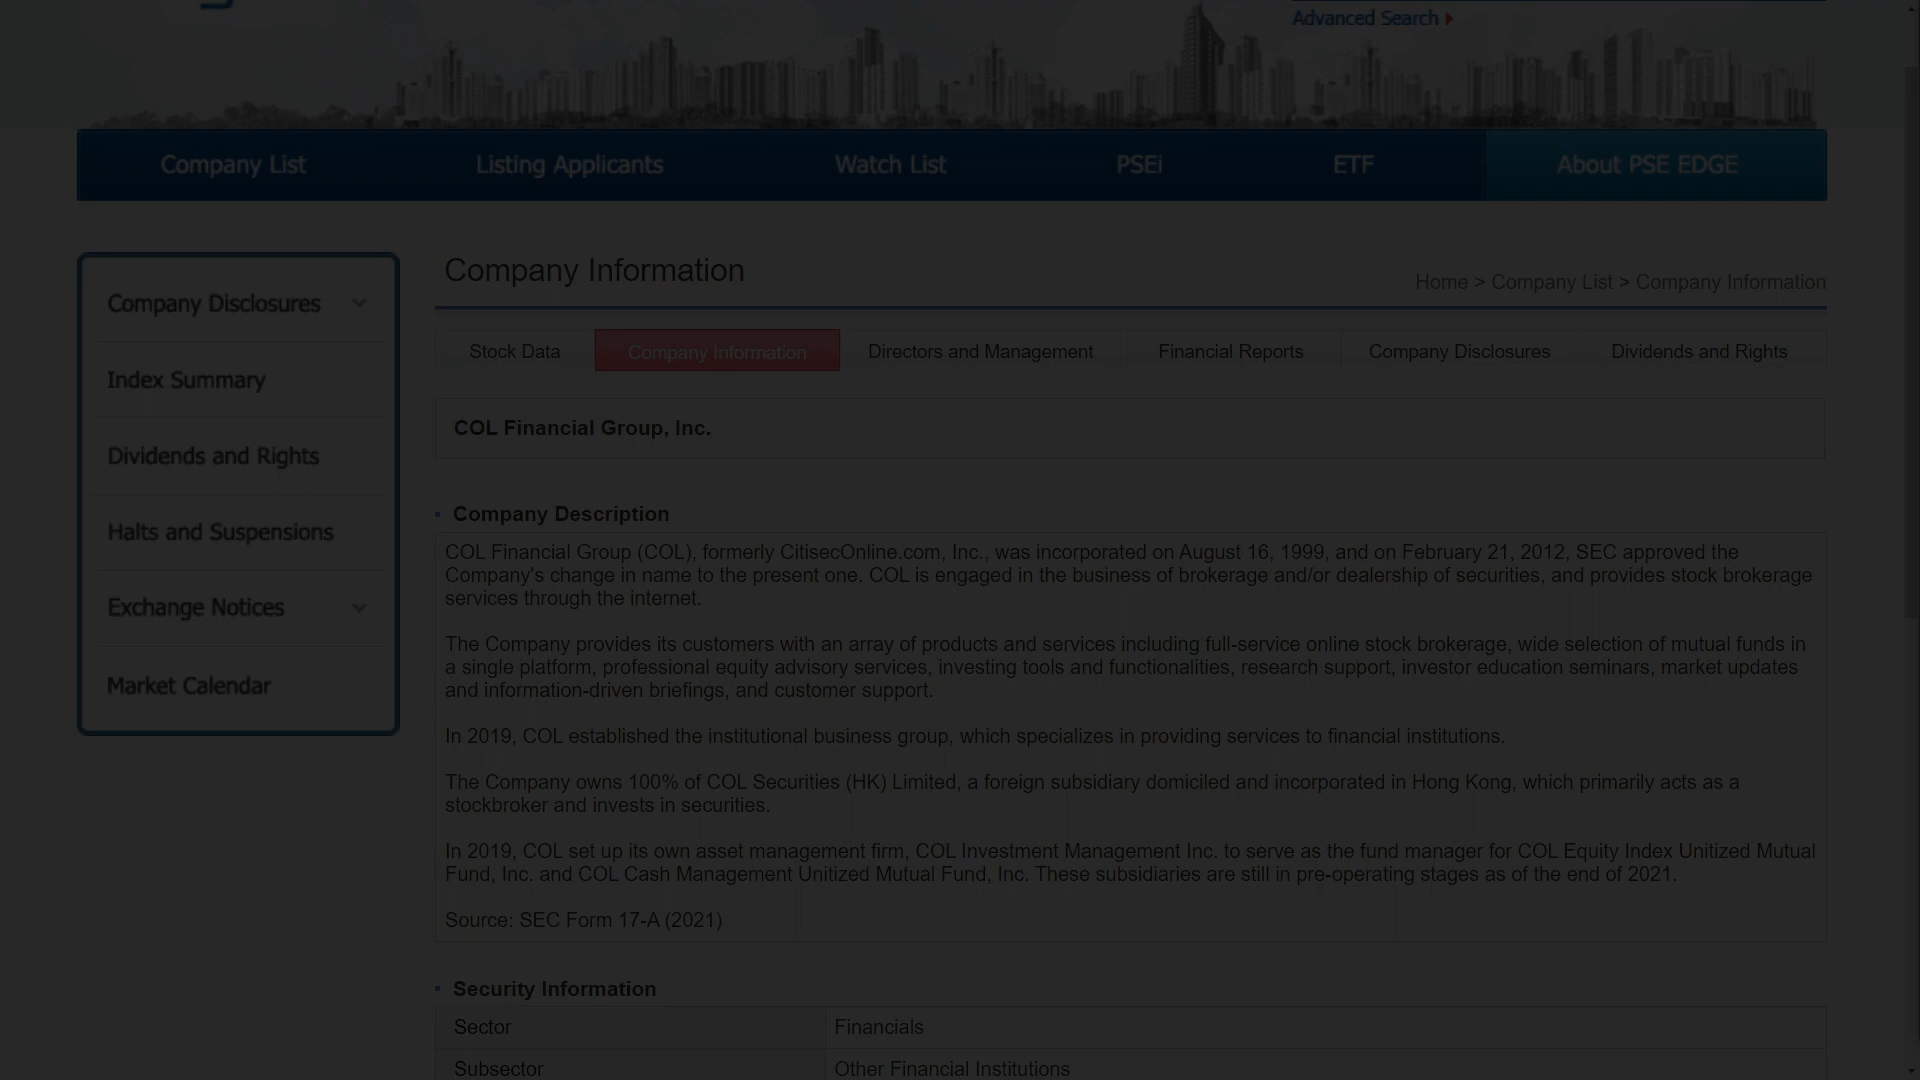 Advanced Search
Company List
Listing Applicants
Watch List
PSEi
ETF
About PSE EDGE
Company Disclosures
Index Summary
Dividends and Rights
Halts and Suspensions
Exchange Notices
Market Calendar
Company Information
Home > Company List > Company Information
Stock Data
Company Information
Directors and Management
Financial Reports
Company Disclosures
Dividends and Rights
COL Financial Group, Inc.
Company Description
COL Financial Group (COL), formerly CitisecOnline.com, Inc., was incorporated on August 16, 1999, and on February 21, 2012, SEC approved the
Company's change in name to the present one. COL is engaged in the business of brokerage and/or dealership of securities, and provides stock brokerage
services through the internet.
The Company provides its customers with an array of products and services including full-service online stock brokerage, wide selection of mutual funds in
a single platform, professional equity advisory services, investing tools and functionalities, research support, investor education seminars, market updates
and information-driven briefings, and customer support.
In 2019, COL established the institutional business group, which specializes in providing services to financial institutions.
The Company owns 100% of COL Securities (HK) Limited, a foreign subsidiary domiciled and incorporated in Hong Kong, which primarily acts as a
stockbroker and invests in securities.
In 2019, COL set up its own asset management firm, COL Investment Management Inc. to serve as the fund manager for COL Equity Index Unitized Mutual
Fund, Inc. and COL Cash Management Unitized Mutual Fund, Inc. These subsidiaries are still in pre-operating stages as of the end of 2021.
Source: SEC Form 17-A (2021)
Security Information
Sector
Financials
Subsector
Other Financial Institutions